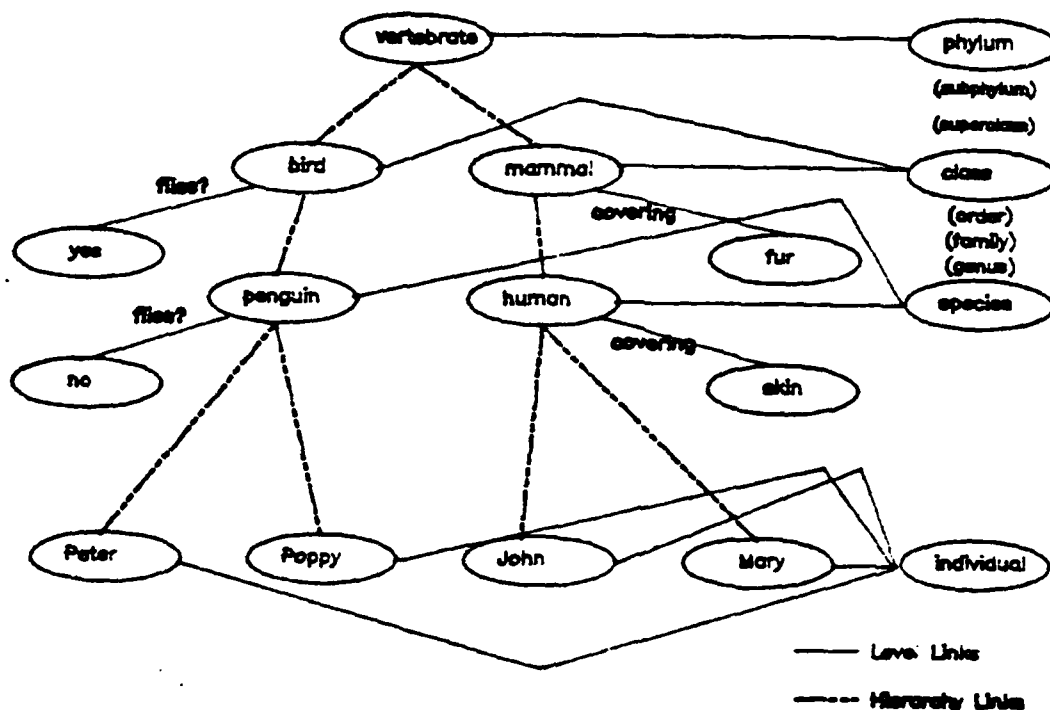 vertebrate
phylum
(subphylum)
(superclass)
bird
mammal
class
flies?
covering
(order)
yes
fur
(family)
(genus)
penguin
human
species
flies?
covering
no
skin
Peter
Poppy
John
Mary
individual
Level Links
Hierarchy Links